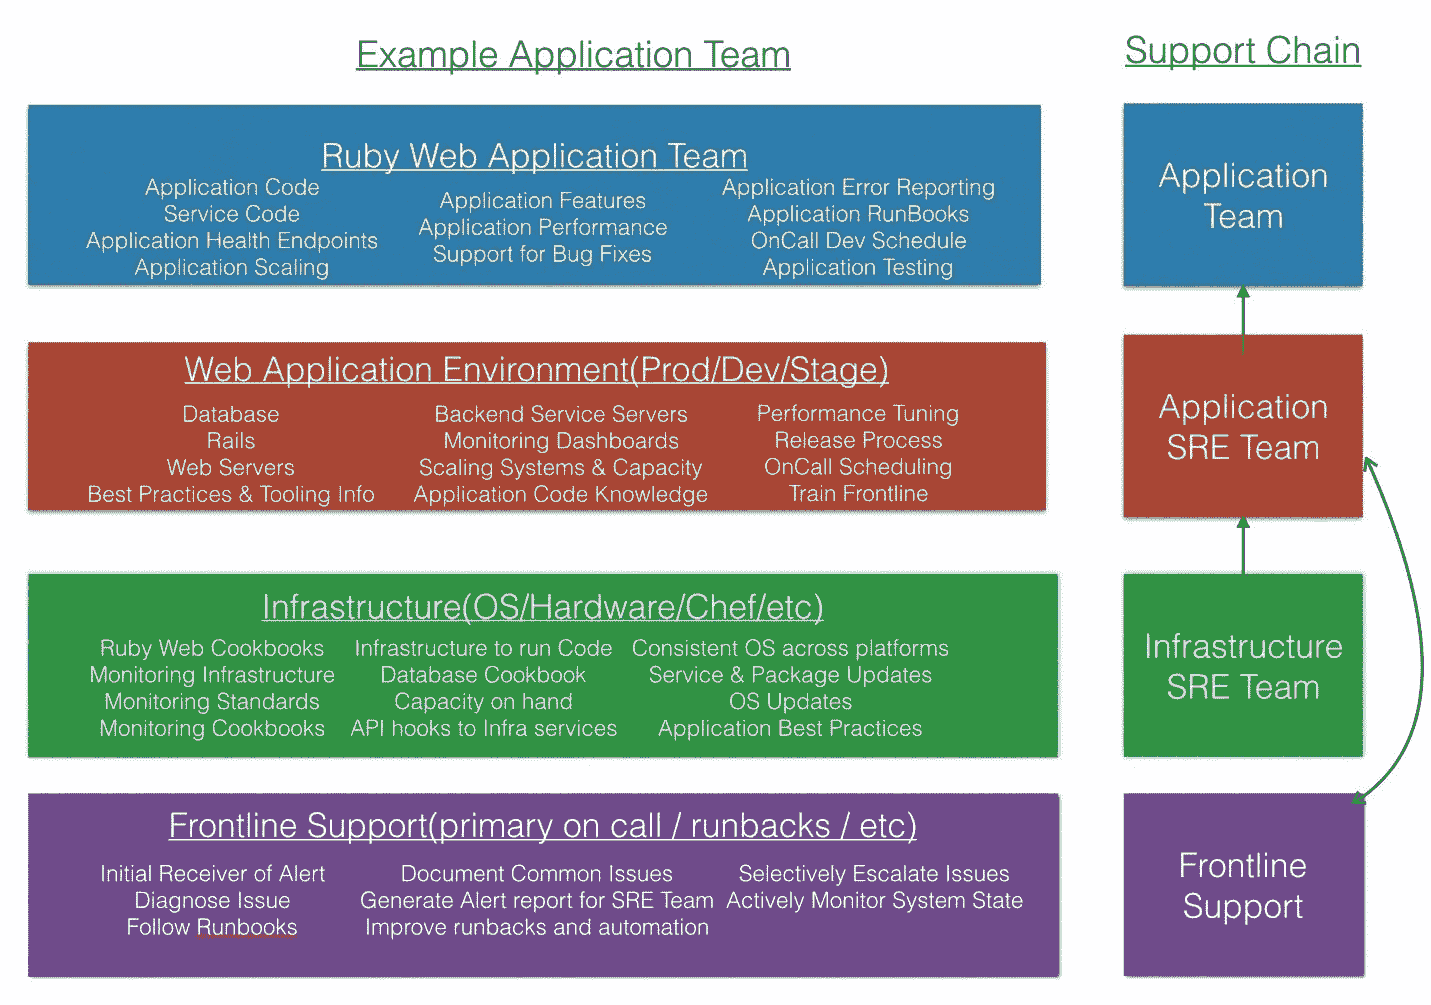 Example Application Team
Support Chain
Ruby Web Application Team
Application Code
Service Code
Application Health Endpoints
Application Scaling
Application Features
Application Performance
Support for Bug Fixes
Application Error Reporting
Application RunBooks
OnCall Dev Schedule
Application Testing
Application
Team
Web Application Environment(Prod/Dev/Stage)
Database
Rails
Web Servers
Best Practices & Tooling Info
Backend Service Servers
Monitoring Dashboards
Scaling Systems & Capacity
Application Code Knowledge
Performance Tuning
Release Process
OnCall Scheduling
Train Frontline
Application
SRE Team
Infrastructure(OS/Hardware/Chef/etc)
Ruby Web Cookbooks
Monitoring Infrastructure
Monitoring Standards
Monitoring Cookbooks
Infrastructure to run Code
Database Cookbook
Capacity on hand
API hooks to Infra services
Consistent OS across platforms
Service & Package Updates
OS Updates
Application Best Practices
Infrastructure
SRE Team
Frontline Support(primary on call / runbacks / etc)
Initial Receiver of Alert
Diagnose Issue
Follow Runbooks
Document Common Issues
Generate Alert report for SRE Team
Improve runbacks and automation
Selectively Escalate Issues
Actively Monitor System State
Frontline
Support